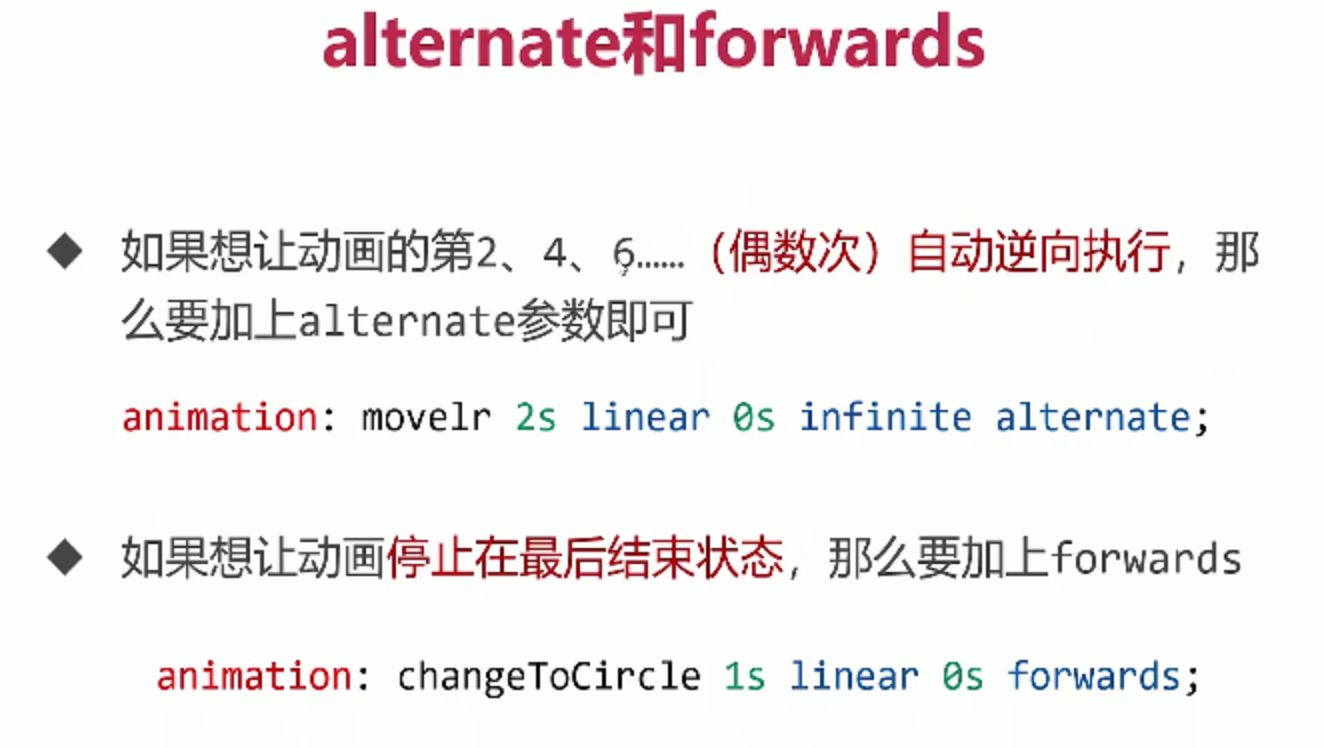 alternate和forwards
◆ 如果想让动画的第2、4、6……（偶数次）自动逆向执行，那
么要加上alternate参数即可
animation: movelr 2s linear 0s infinite alternate;
◆ 如果想让动画停止在最后结束状态，那么要加上forwards
animation: changeToCircle 1s linear 0s forwards;